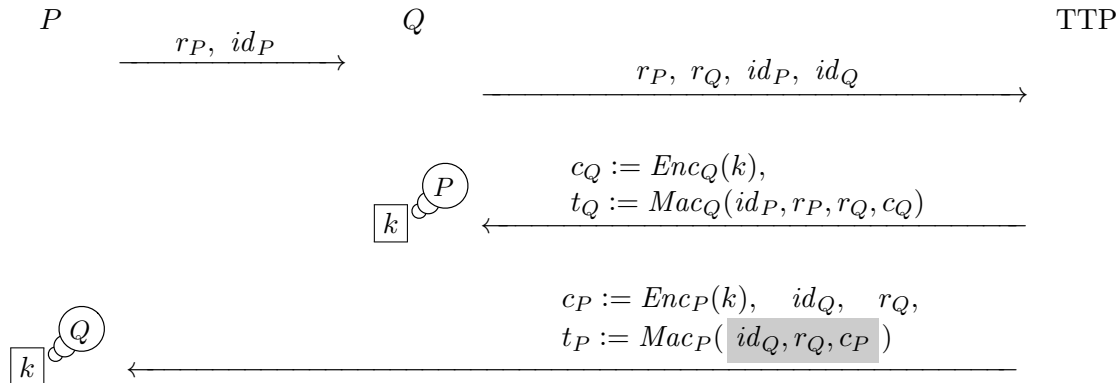 P Q TTP
r_P, id_P
r_P, r_Q, id_P, id_Q
c_Q := Enc_Q(k),
P
t_Q := Mac_Q(id_P, r_P, r_Q, c_Q)
k
c_P := Enc_P(k), id_Q, r_Q,
Q
t_P := Mac_P( id_Q, r_Q, c_P )
k